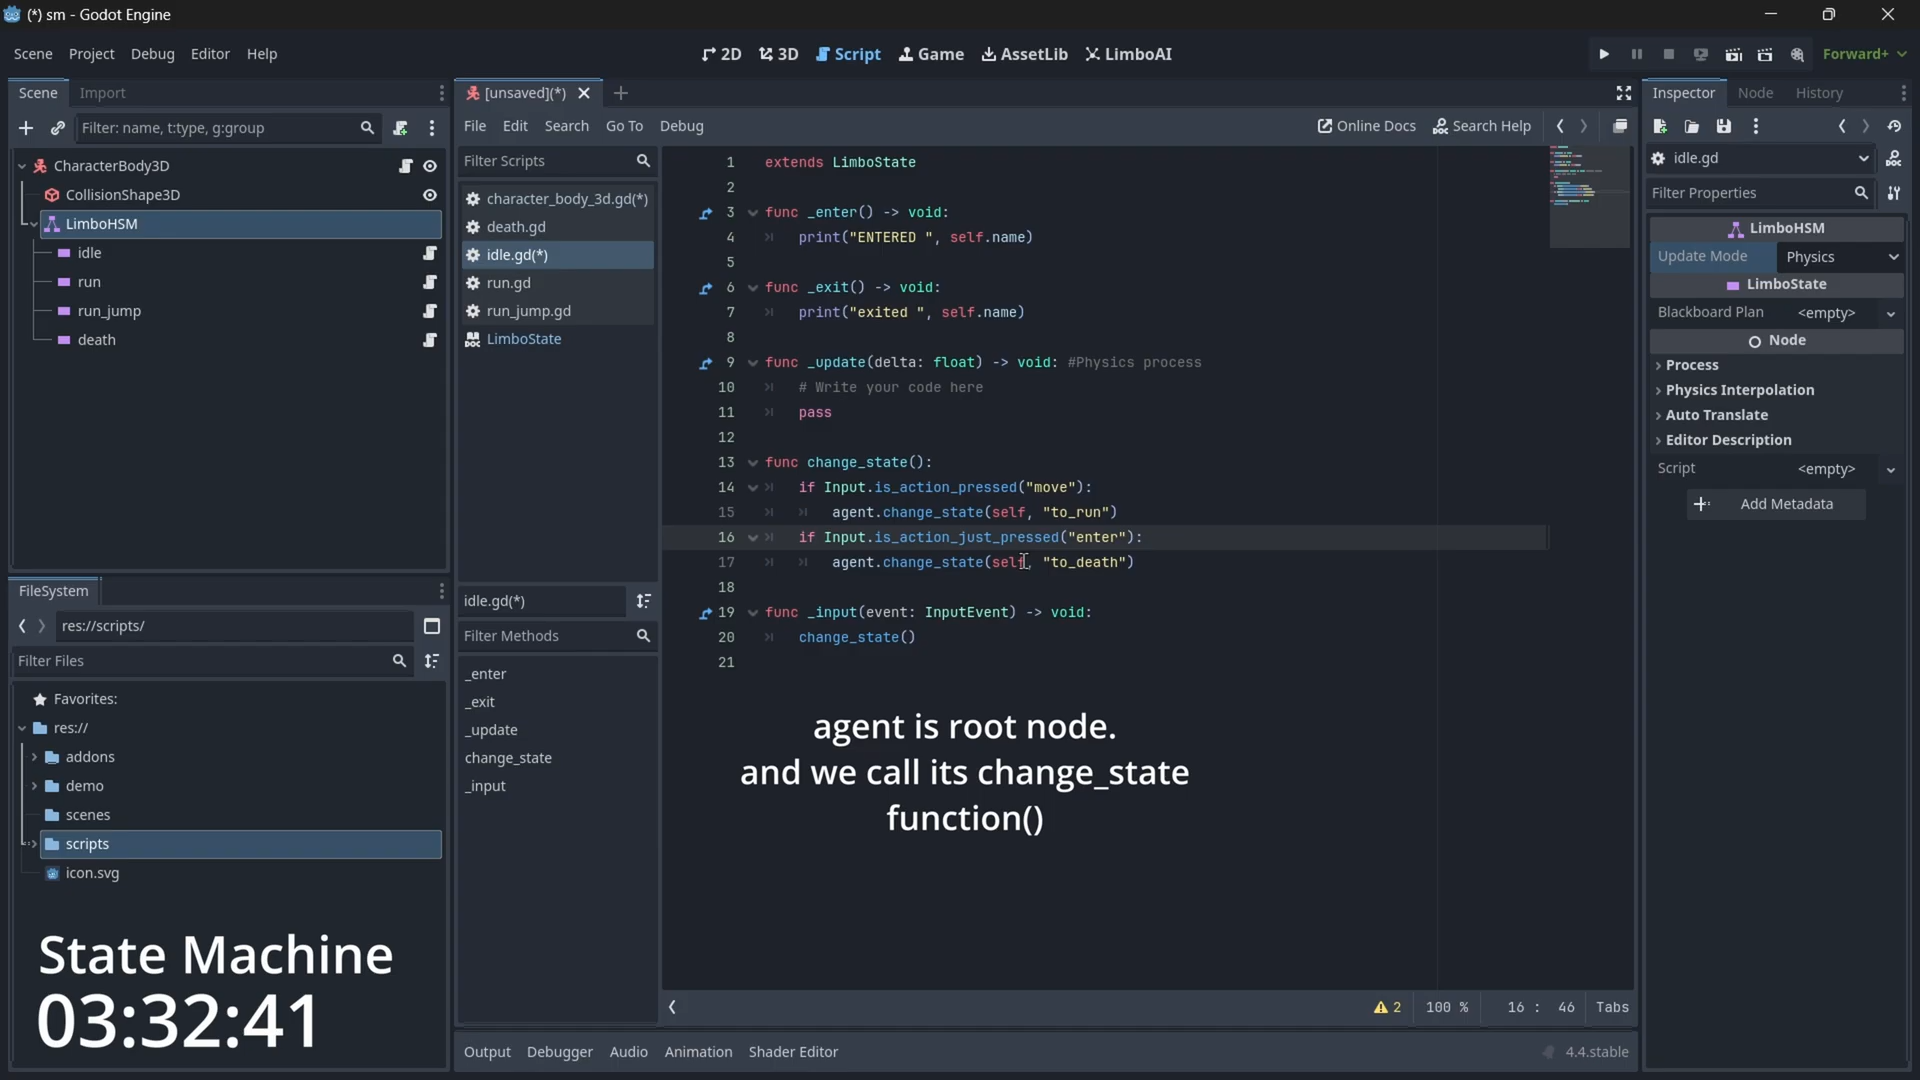 (*) sm - Godot Engine
Scene Project Debug Editor Help
2D 3D Script Game AssetLib LimboAI
Forward+
Scene Import
Filter: name, t:type, g:group
CharacterBody3D
CollisionShape3D
LimboHSM
idle
run
run_jump
death
FileSystem
res://scripts/
Filter Files
Favorites:
res://
addons
demo
scenes
scripts
icon.svg
State Machine
03:32:41
[unsaved](*)
File Edit Search Go To Debug
Online Docs Search Help
Filter Scripts
character_body_3d.gd(*)
death.gd
idle.gd(*)
run.gd
run_jump.gd
LimboState
idle.gd(*)
Filter Methods
_enter
_exit
_update
change_state
_input
1 extends LimboState
2
3 func _enter() -> void:
4 print("ENTERED ", self.name)
5
6 func _exit() -> void:
7 print("exited ", self.name)
8
9 func _update(delta: float) -> void: #Physics process
10 # Write your code here
11 pass
12
13 func change_state():
14 if Input.is_action_pressed("move"):
15 agent.change_state(self, "to_run")
16 if Input.is_action_just_pressed("enter"):
17 agent.change_state(self, "to_death")
18
19 func _input(event: InputEvent) -> void:
20 change_state()
21
agent is root node.
and we call its change_state
function()
2 100 % 16 : 46 Tabs
Output Debugger Audio Animation Shader Editor
4.4.stable
Inspector Node History
idle.gd
Filter Properties
LimboHSM
Update Mode Physics
LimboState
Blackboard Plan <empty>
Node
Process
Physics Interpolation
Auto Translate
Editor Description
Script <empty>
Add Metadata